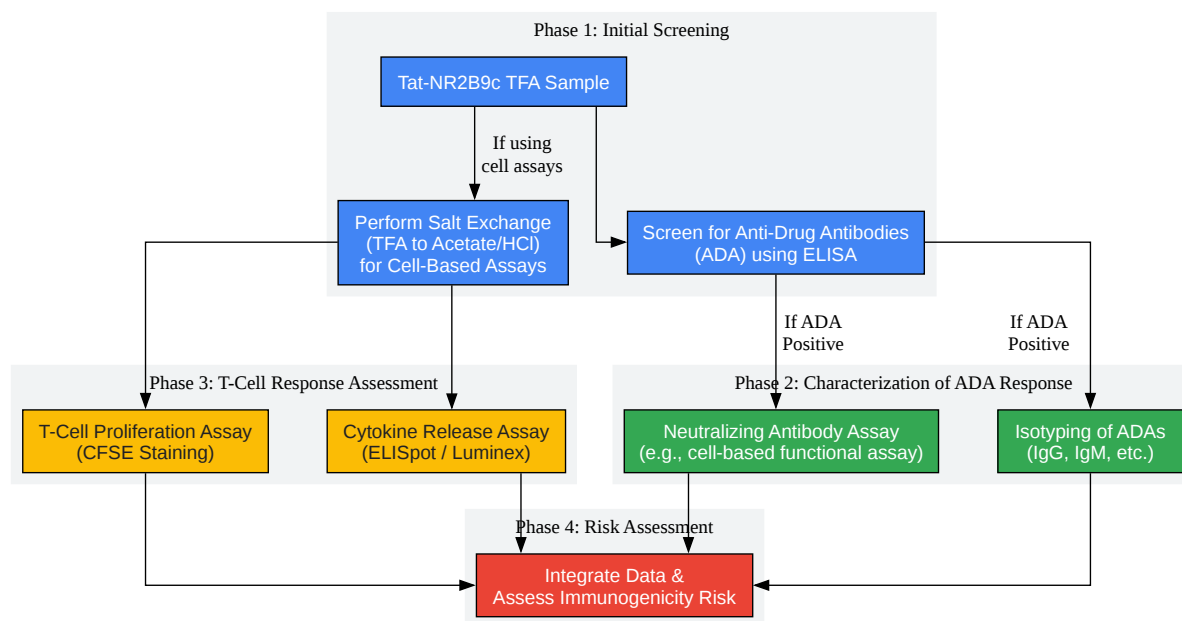 Phase 1: Initial Screening
Tat-NR2B9c TFA Sample
If using
cell assays
Perform Salt Exchange
(TFA to Acetate/HCl)
for Cell-Based Assays
Screen for Anti-Drug Antibodies
(ADA) using ELISA
If ADA
Positive
If ADA
Positive
Phase 3: T-Cell Response Assessment
Phase 2: Characterization of ADA Response
T-Cell Proliferation Assay
(CFSE Staining)
Cytokine Release Assay
(ELISpot / Luminex)
Neutralizing Antibody Assay
(e.g., cell-based functional assay)
Isotyping of ADAs
(IgG, IgM, etc.)
Phase 4: Risk Assessment
Integrate Data &
Assess Immunogenicity Risk